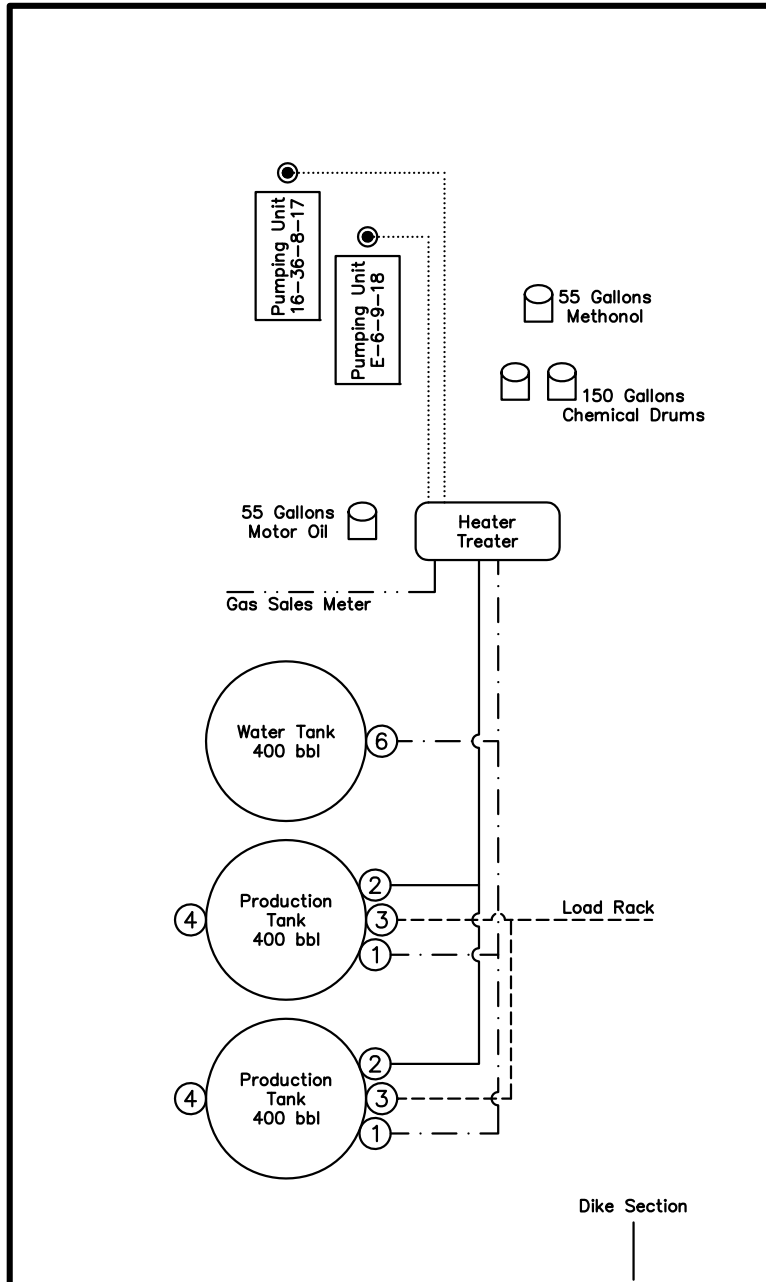 Pumping Unit
16-36-8-17
Pumping Unit
E-6-9-18
55 Gallons
Methonol
150 Gallons
Chemical Drums
55 Gallons
Motor Oil
Heater
Treater
Gas Sales Meter
Water Tank
400 bbl
6
Production
Tank
400 bbl
4
2
3
1
Load Rack
Production
Tank
400 bbl
4
2
3
1
Dike Section